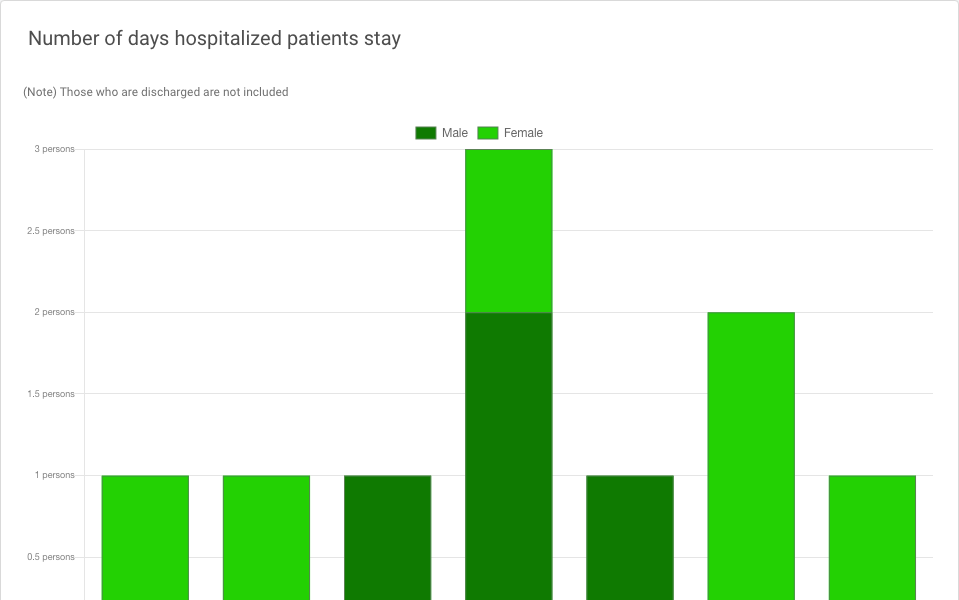 Number of days hospitalized patients stay
(Note) Those who are discharged are not included
Male Female
3 persons
2.5 persons
2 persons
1.5 persons
1 persons
0.5 persons